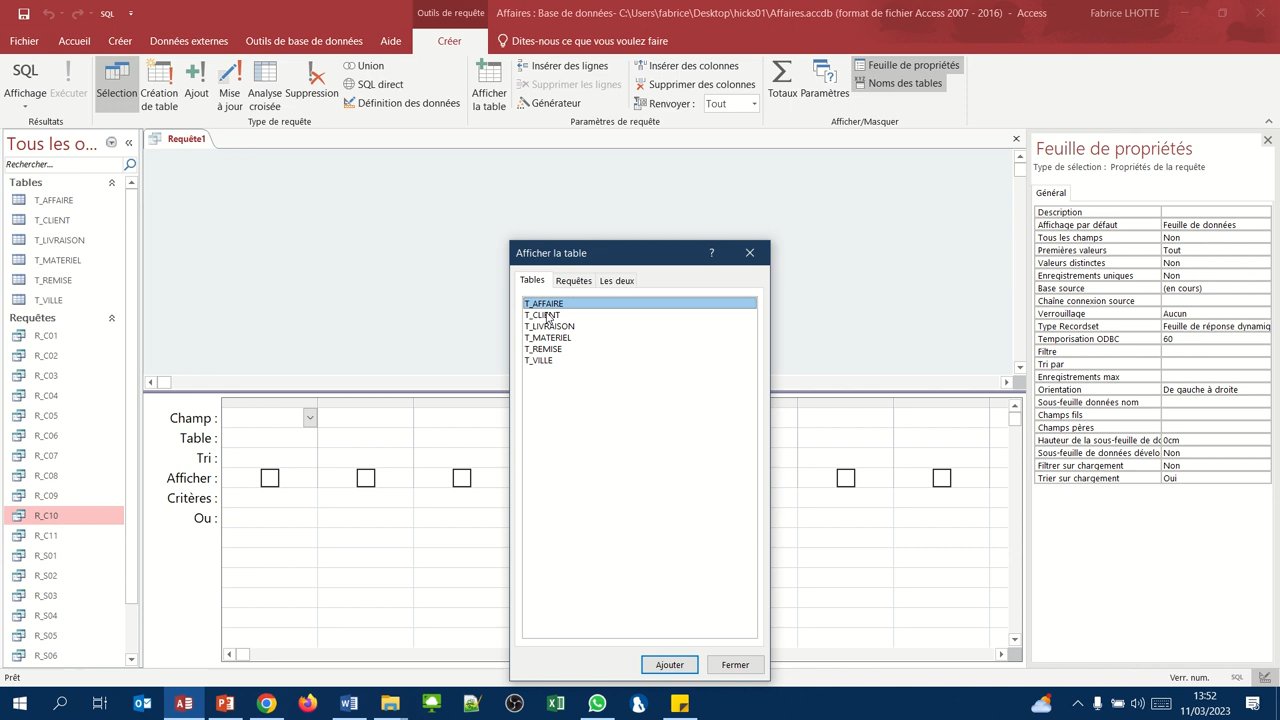 SQL
Outils de requête
Affaires : Base de données- C:\Users\fabrice\Desktop\hicks01\Affaires.accdb (format de fichier Access 2007 - 2016) - Access
Fabrice LHOTTE
Fichier
Accueil
Créer
Données externes
Outils de base de données
Aide
Créer
Dites-nous ce que vous voulez faire
SQL
Affichage
Exécuter
Résultats
Sélection
Création de table
Ajout
Mise à jour
Analyse croisée
Suppression
Union
SQL direct
Définition des données
Type de requête
Afficher la table
Insérer des lignes
Supprimer les lignes
Générateur
Insérer des colonnes
Supprimer des colonnes
Renvoyer : Tout
Paramètres de requête
Totaux
Paramètres
Feuille de propriétés
Noms des tables
Afficher/Masquer
Tous les o...
Rechercher...
Tables
T_AFFAIRE
T_CLIENT
T_LIVRAISON
T_MATERIEL
T_REMISE
T_VILLE
Requêtes
R_C01
R_C02
R_C03
R_C04
R_C05
R_C06
R_C07
R_C08
R_C09
R_C10
R_C11
R_S01
R_S02
R_S03
R_S04
R_S05
R_S06
Requête1
Champ :
Table :
Tri :
Afficher :
Critères :
Ou :
Afficher la table
?
Tables
Requêtes
Les deux
T_AFFAIRE
T_CLIENT
T_LIVRAISON
T_MATERIEL
T_REMISE
T_VILLE
Ajouter
Fermer
Feuille de propriétés
Type de sélection : Propriétés de la requête
Général
Description
Affichage par défaut Feuille de données
Tous les champs Non
Premières valeurs Tout
Valeurs distinctes Non
Enregistrements uniques Non
Base source (en cours)
Chaîne connexion source
Verrouillage Aucun
Type Recordset Feuille de réponse dynamiq
Temporisation ODBC 60
Filtre
Tri par
Enregistrements max
Orientation De gauche à droite
Sous-feuille données nom
Champs fils
Champs pères
Hauteur de la sous-feuille de do 0cm
Sous-feuille de données dévelo Non
Filtrer sur chargement Non
Trier sur chargement Oui
Prêt
Verr. num.
SQL
13:52
11/03/2023